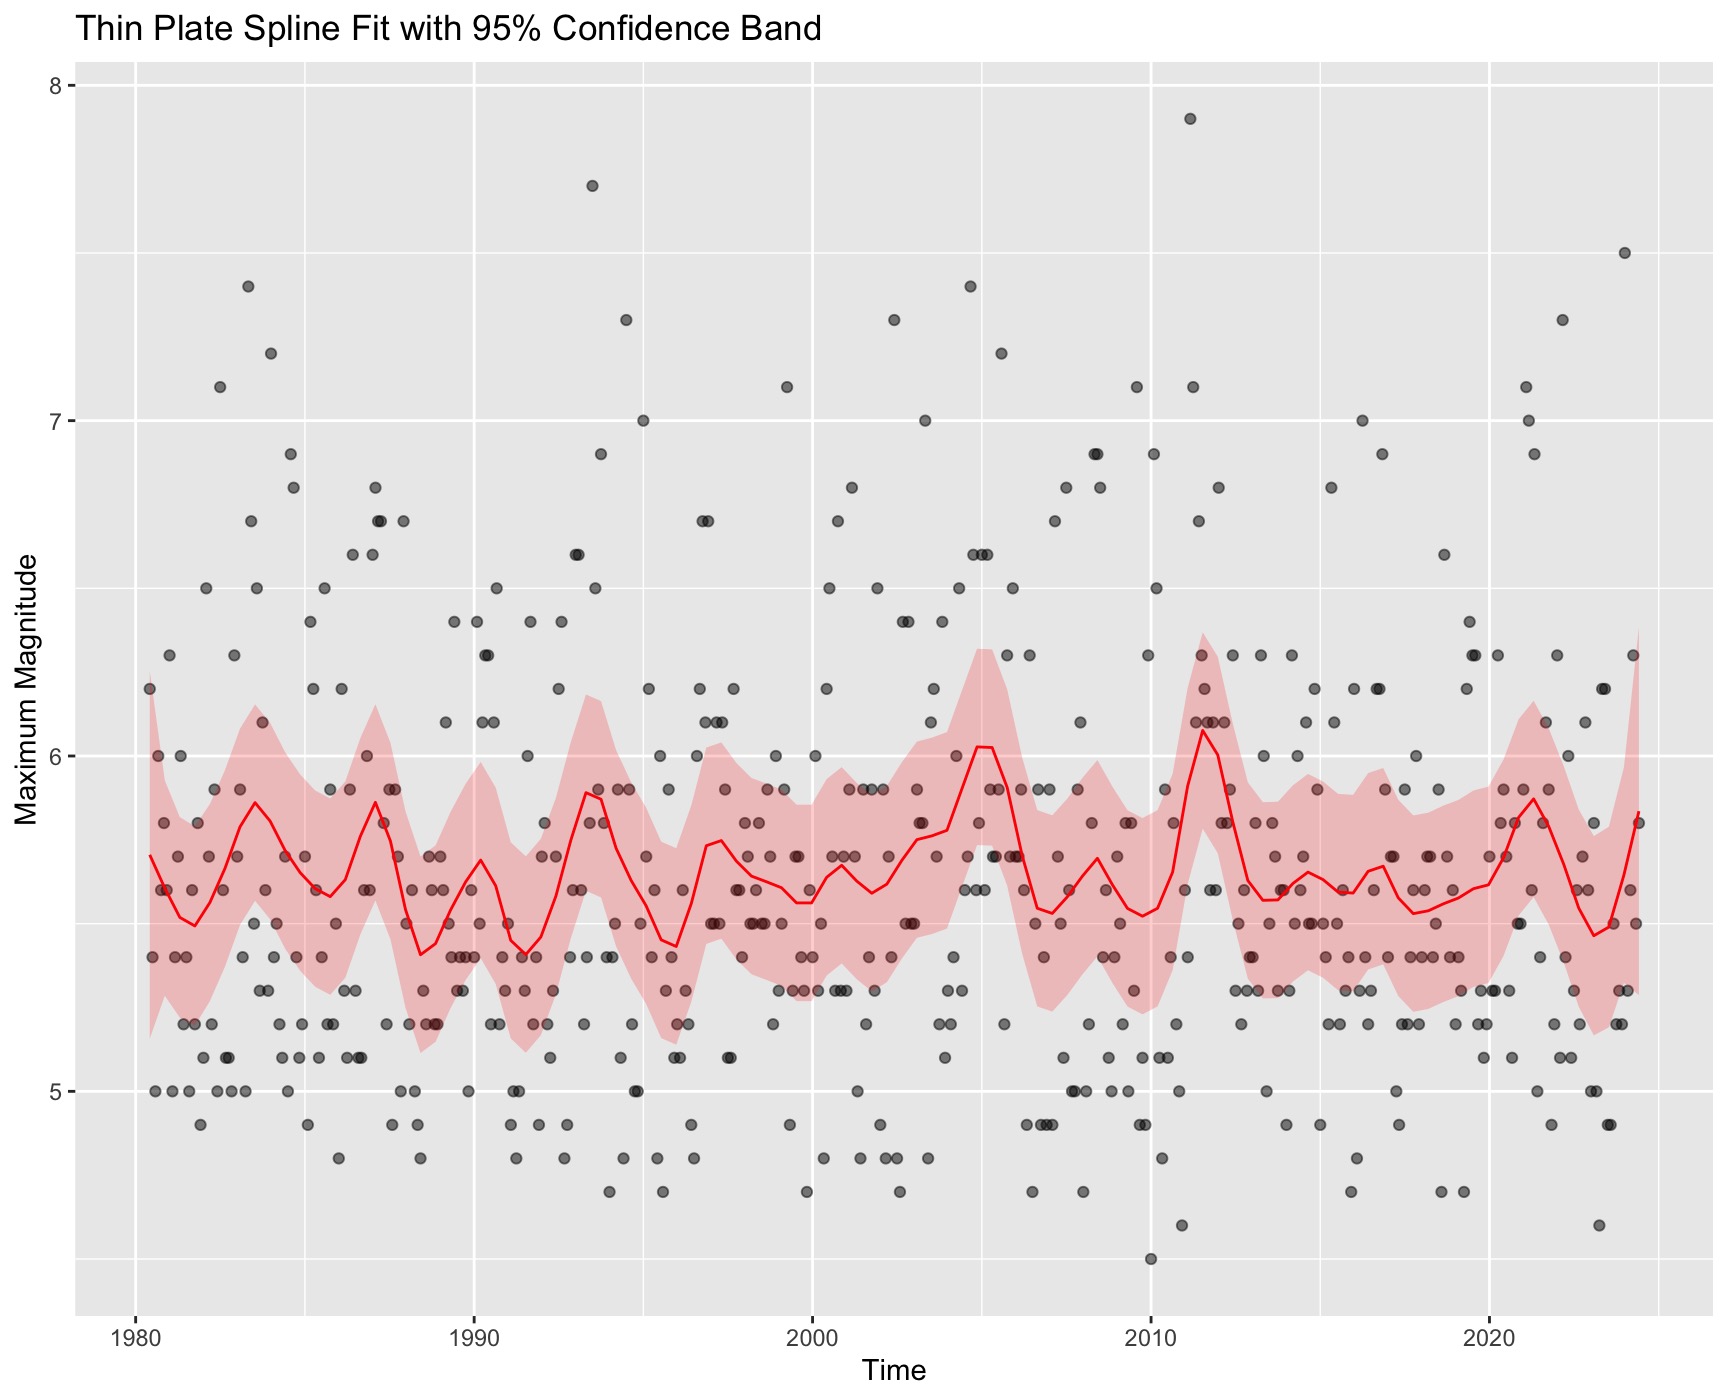 Thin Plate Spline Fit with 95% Confidence Band
8
7
6
5
Maximum Magnitude
1980 1990 2000 2010 2020
Time